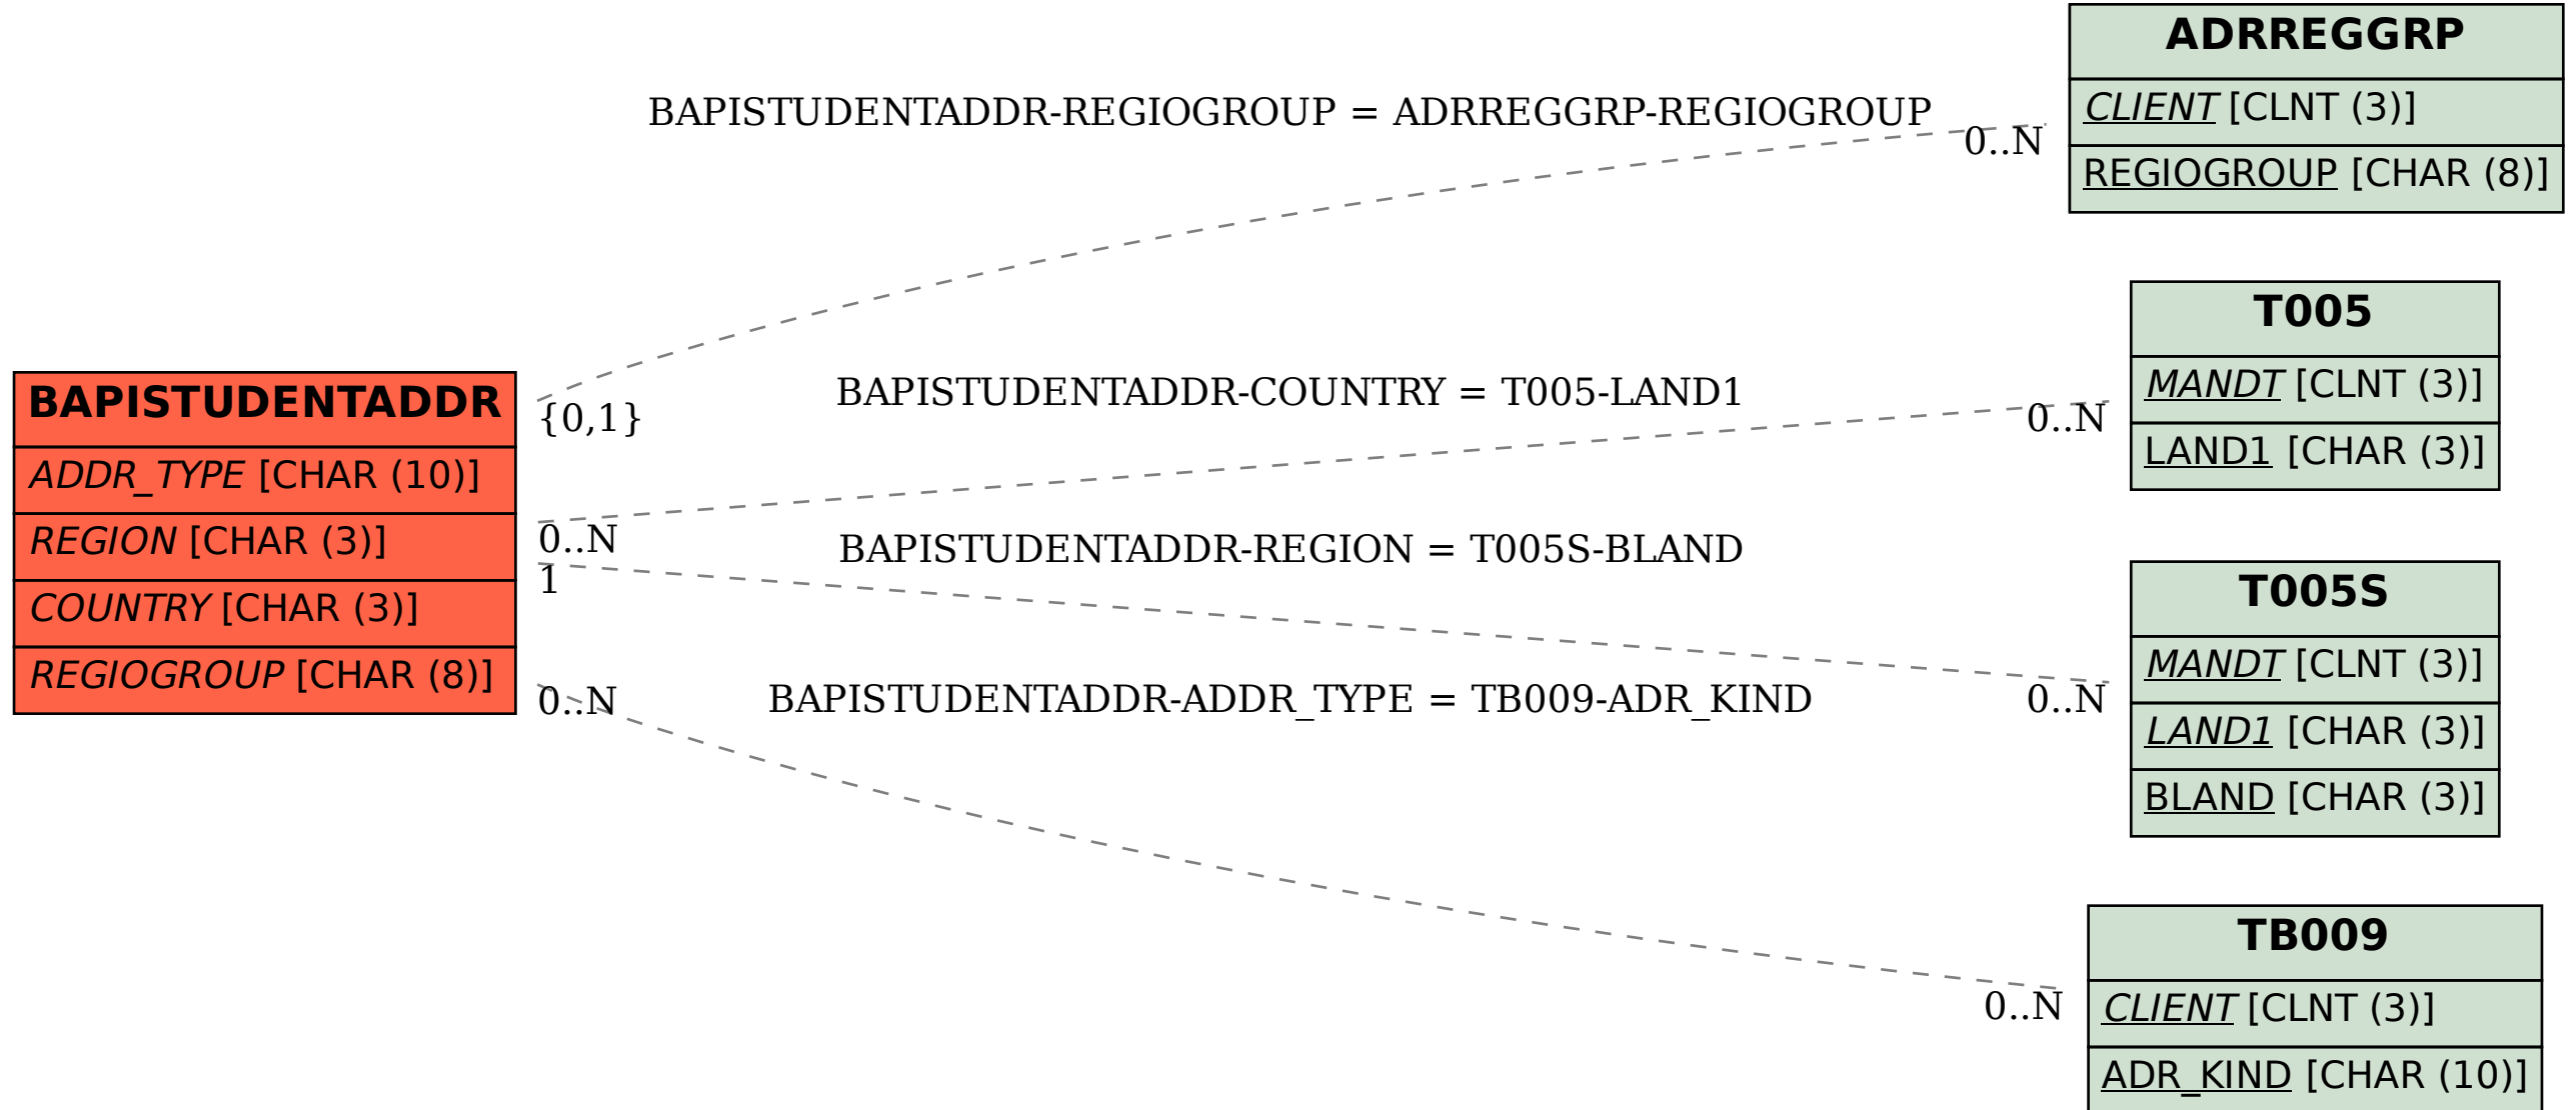 BAPISTUDENTADDR
ADDR_TYPE [CHAR (10)]
REGION [CHAR (3)]
COUNTRY [CHAR (3)]
REGIOGROUP [CHAR (8)]
BAPISTUDENTADDR-REGIOGROUP = ADRREGGRP-REGIOGROUP
0..N
{0,1}
BAPISTUDENTADDR-COUNTRY = T005-LAND1
0..N
0..N
BAPISTUDENTADDR-REGION = T005S-BLAND
1
0..N
BAPISTUDENTADDR-ADDR_TYPE = TB009-ADR_KIND
0..N
0..N
ADRREGGRP
CLIENT [CLNT (3)]
REGIOGROUP [CHAR (8)]
T005
MANDT [CLNT (3)]
LAND1 [CHAR (3)]
T005S
MANDT [CLNT (3)]
LAND1 [CHAR (3)]
BLAND [CHAR (3)]
TB009
CLIENT [CLNT (3)]
ADR_KIND [CHAR (10)]